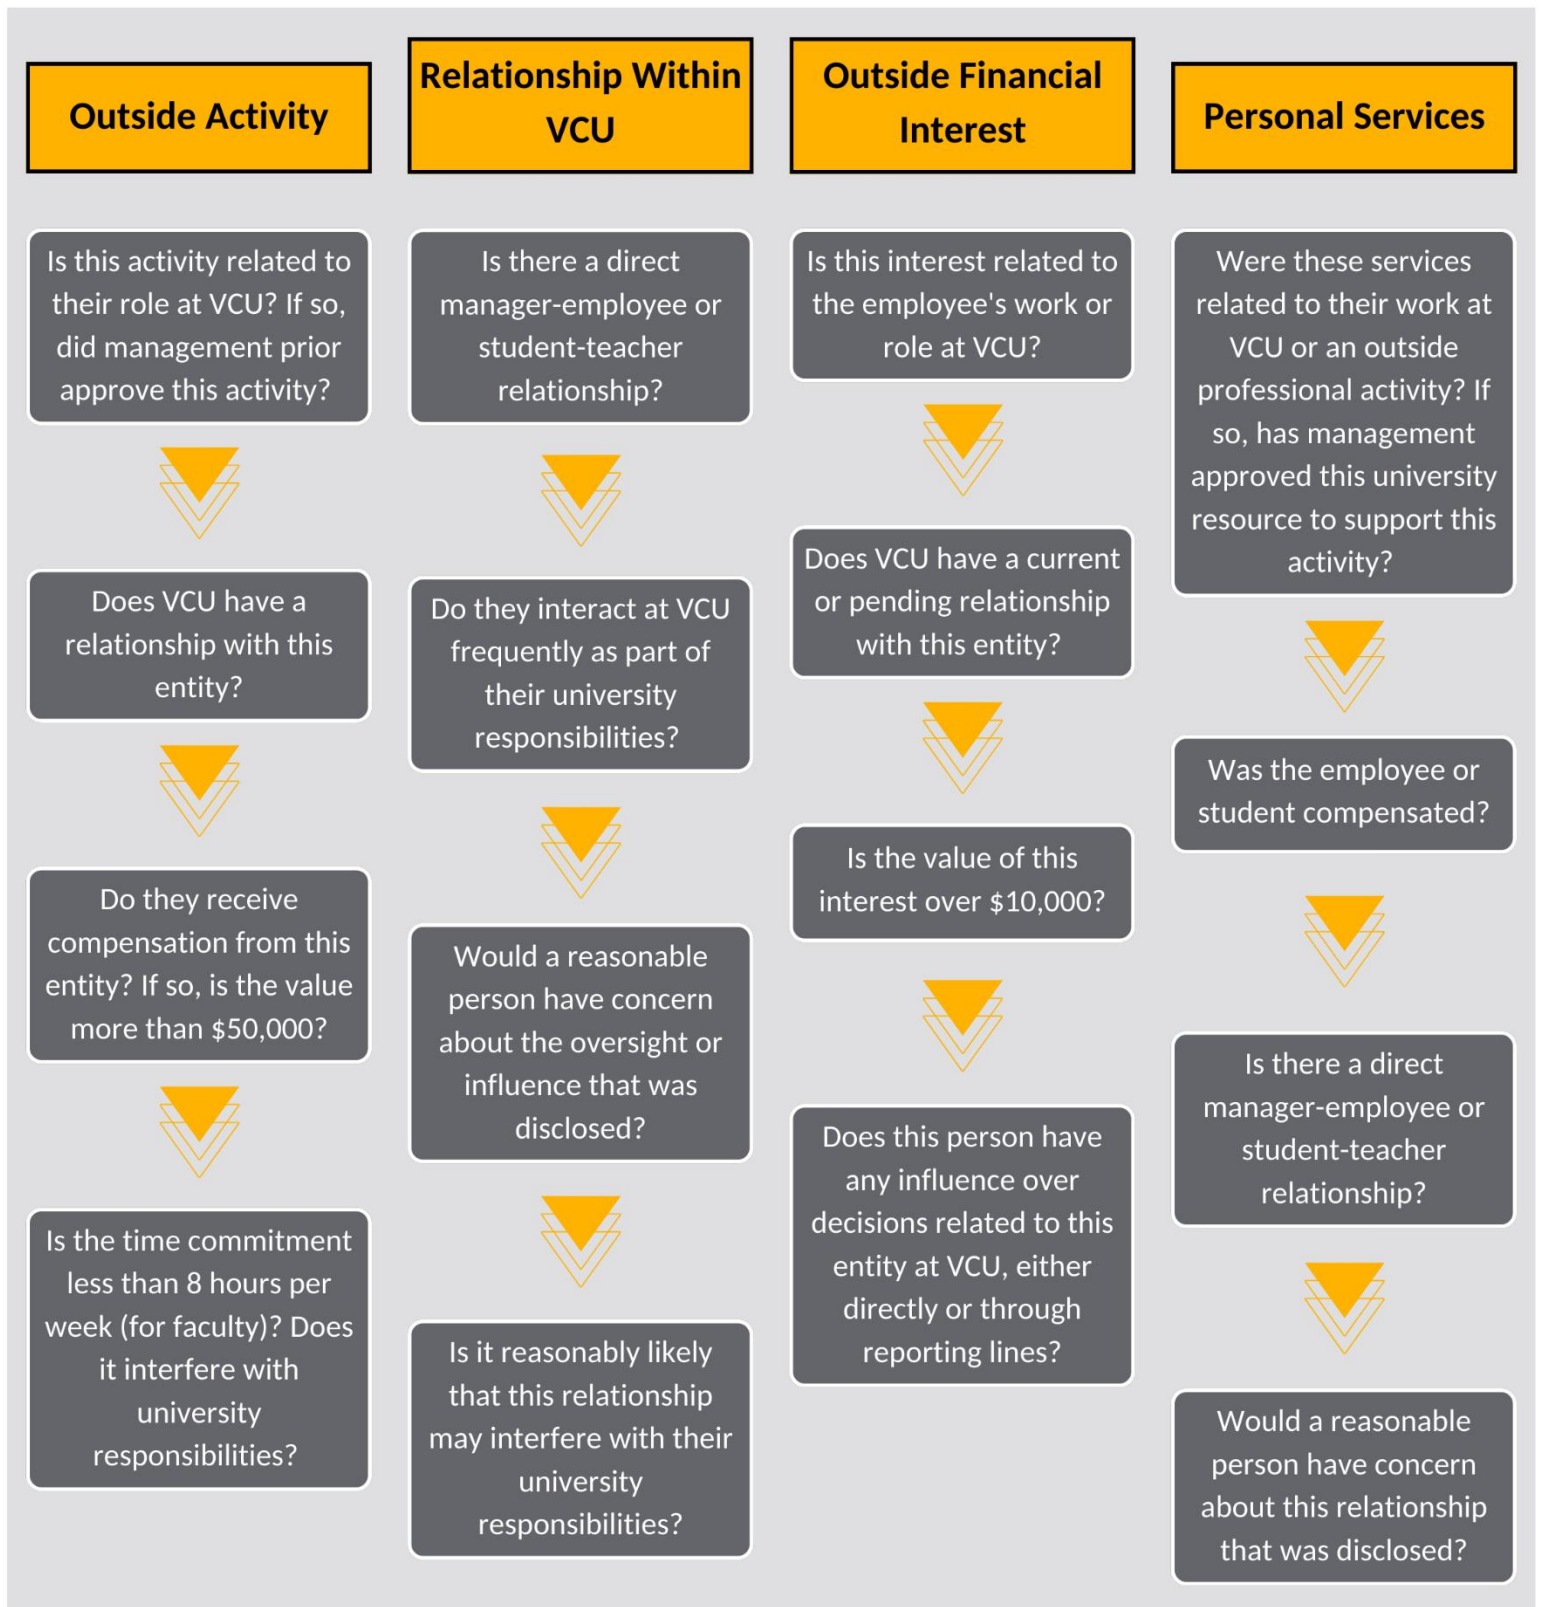 Outside Activity
Is this activity related to
their role at VCU? If so,
did management prior
approve this activity?
Does VCU have a
relationship with this
entity?
Do they receive
compensation from this
entity? If so, is the value
more than $50,000?
Is the time commitment
less than 8 hours per
week (for faculty)? Does
it interfere with
university
responsibilities?
Relationship Within
VCU
Is there a direct
manager-employee or
student-teacher
relationship?
Do they interact at VCU
frequently as part of
their university
responsibilities?
Would a reasonable
person have concern
about the oversight or
influence that was
disclosed?
Is it reasonably likely
that this relationship
may interfere with their
university
responsibilities?
Outside Financial
Interest
Is this interest related to
the employee's work or
role at VCU?
Does VCU have a current
or pending relationship
with this entity?
Is the value of this
interest over $10,000?
Does this person have
any influence over
decisions related to this
entity at VCU, either
directly or through
reporting lines?
Personal Services
Were these services
related to their work at
VCU or an outside
professional activity? If
so, has management
approved this university
resource to support this
activity?
Was the employee or
student compensated?
Is there a direct
manager-employee or
student-teacher
relationship?
Would a reasonable
person have concern
about this relationship
that was disclosed?